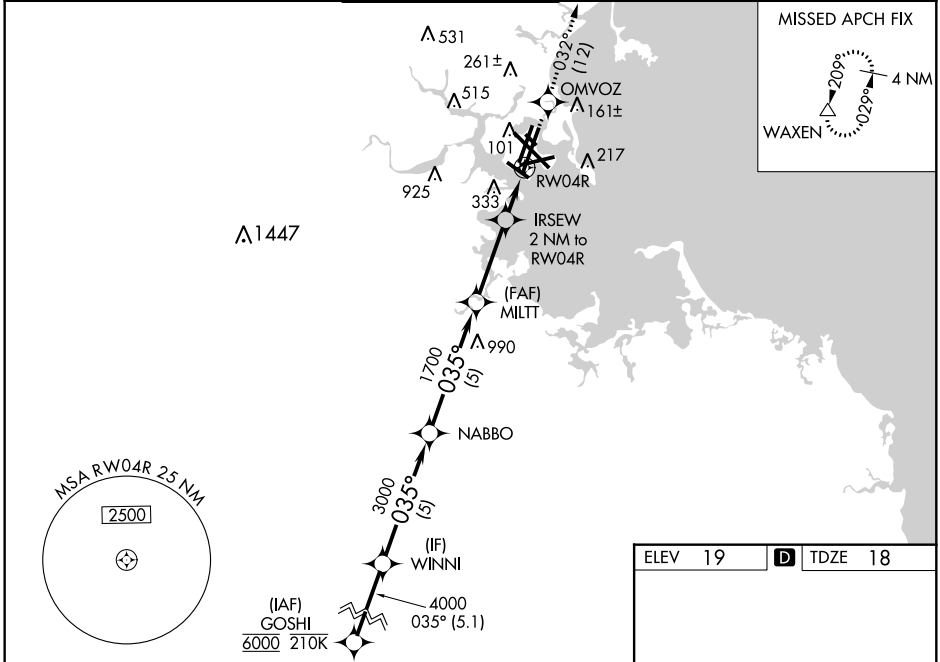 MISSED APCH FIX
209°
4 NM
029°
WAXEN
531
261±
515
032°
(12)
OMVOZ
161±
101
217
RW04R
925
333
IRSEW
2 NM to
RW04R
1447
(FAF)
MILTT
990
1700
035°
(5)
NABBO
3000
035°
(5)
MSA RW04R 25 NM
2500
(IF)
WINNI
4000
035° (5.1)
(IAF)
GOSHI
6000 210K
ELEV 19 D TDZE 18